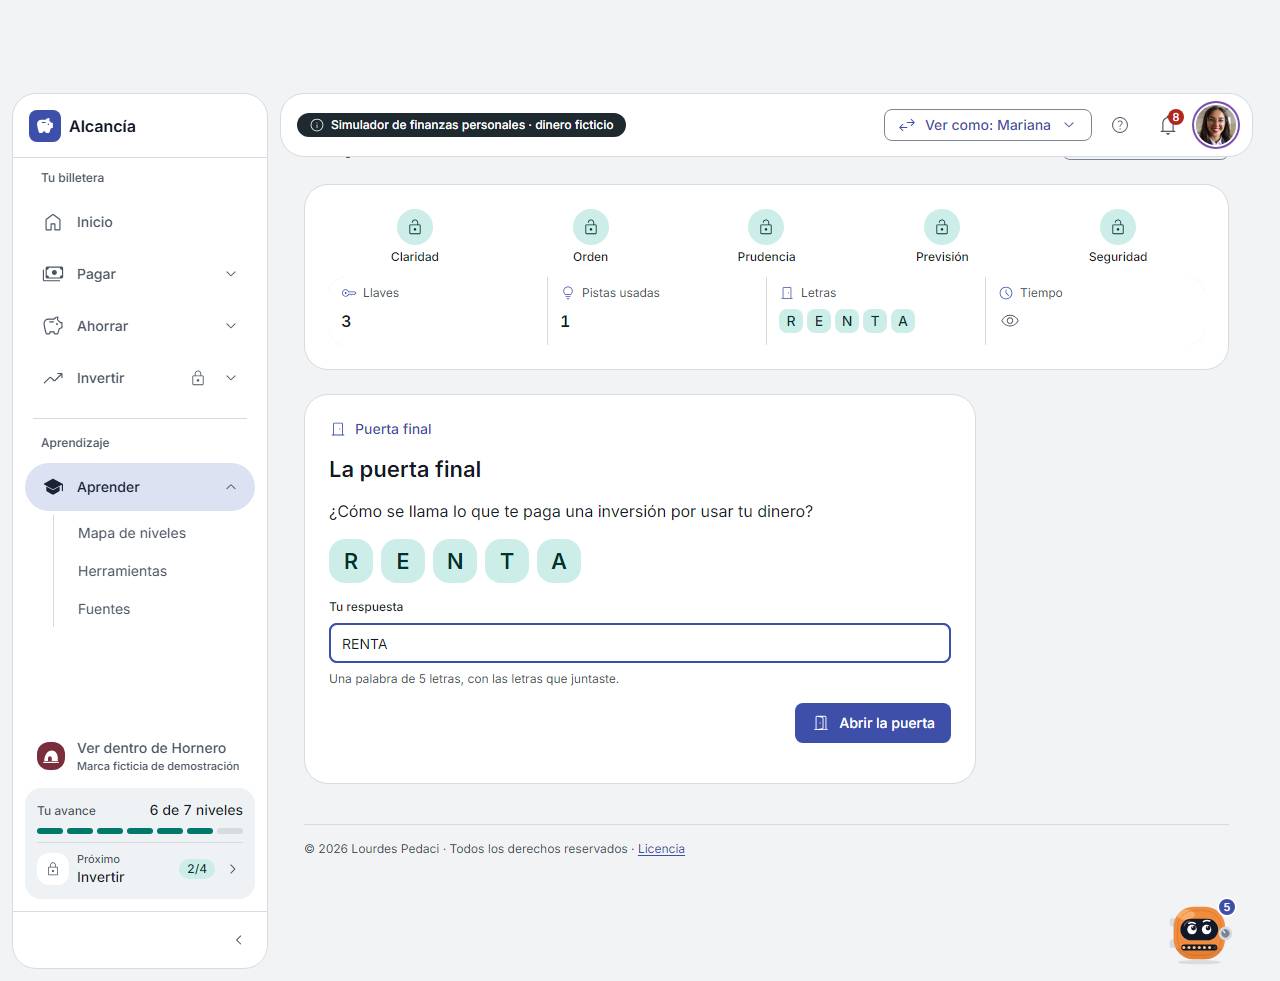 Alcancía
Tu billetera
Inicio
Pagar
Ahorrar
Invertir
Aprendizaje
Aprender
Mapa de niveles
Herramientas
Fuentes
Ver dentro de Hornero
Marca ficticia de demostración
Tu avance 6 de 7 niveles
Próximo
Invertir 2/4
Simulador de finanzas personales · dinero ficticio
Ver como: Mariana
8
Claridad Orden Prudencia Previsión Seguridad
Llaves Pistas usadas Letras Tiempo
3 1 R E N T A
Puerta final
La puerta final
¿Cómo se llama lo que te paga una inversión por usar tu dinero?
R E N T A
Tu respuesta
RENTA
Una palabra de 5 letras, con las letras que juntaste.
Abrir la puerta
© 2026 Lourdes Pedaci · Todos los derechos reservados · Licencia
5